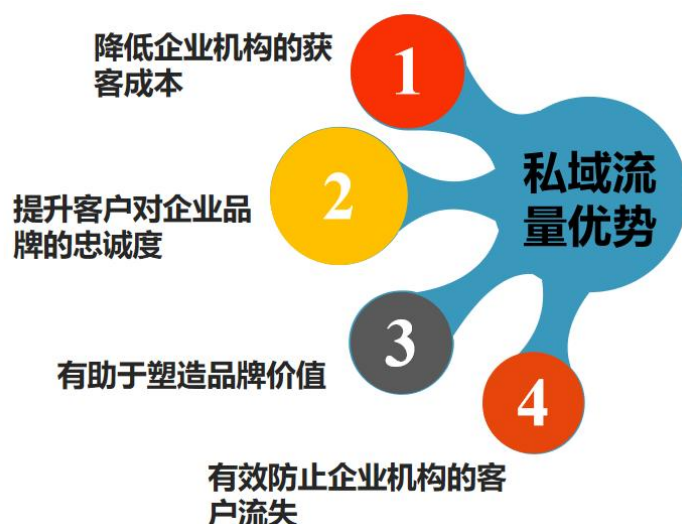 降低企业机构的获
客成本
1
私域流
量优势
2
提升客户对企业品
牌的忠诚度
3
有助于塑造品牌价值
4
有效防止企业机构的客
户流失